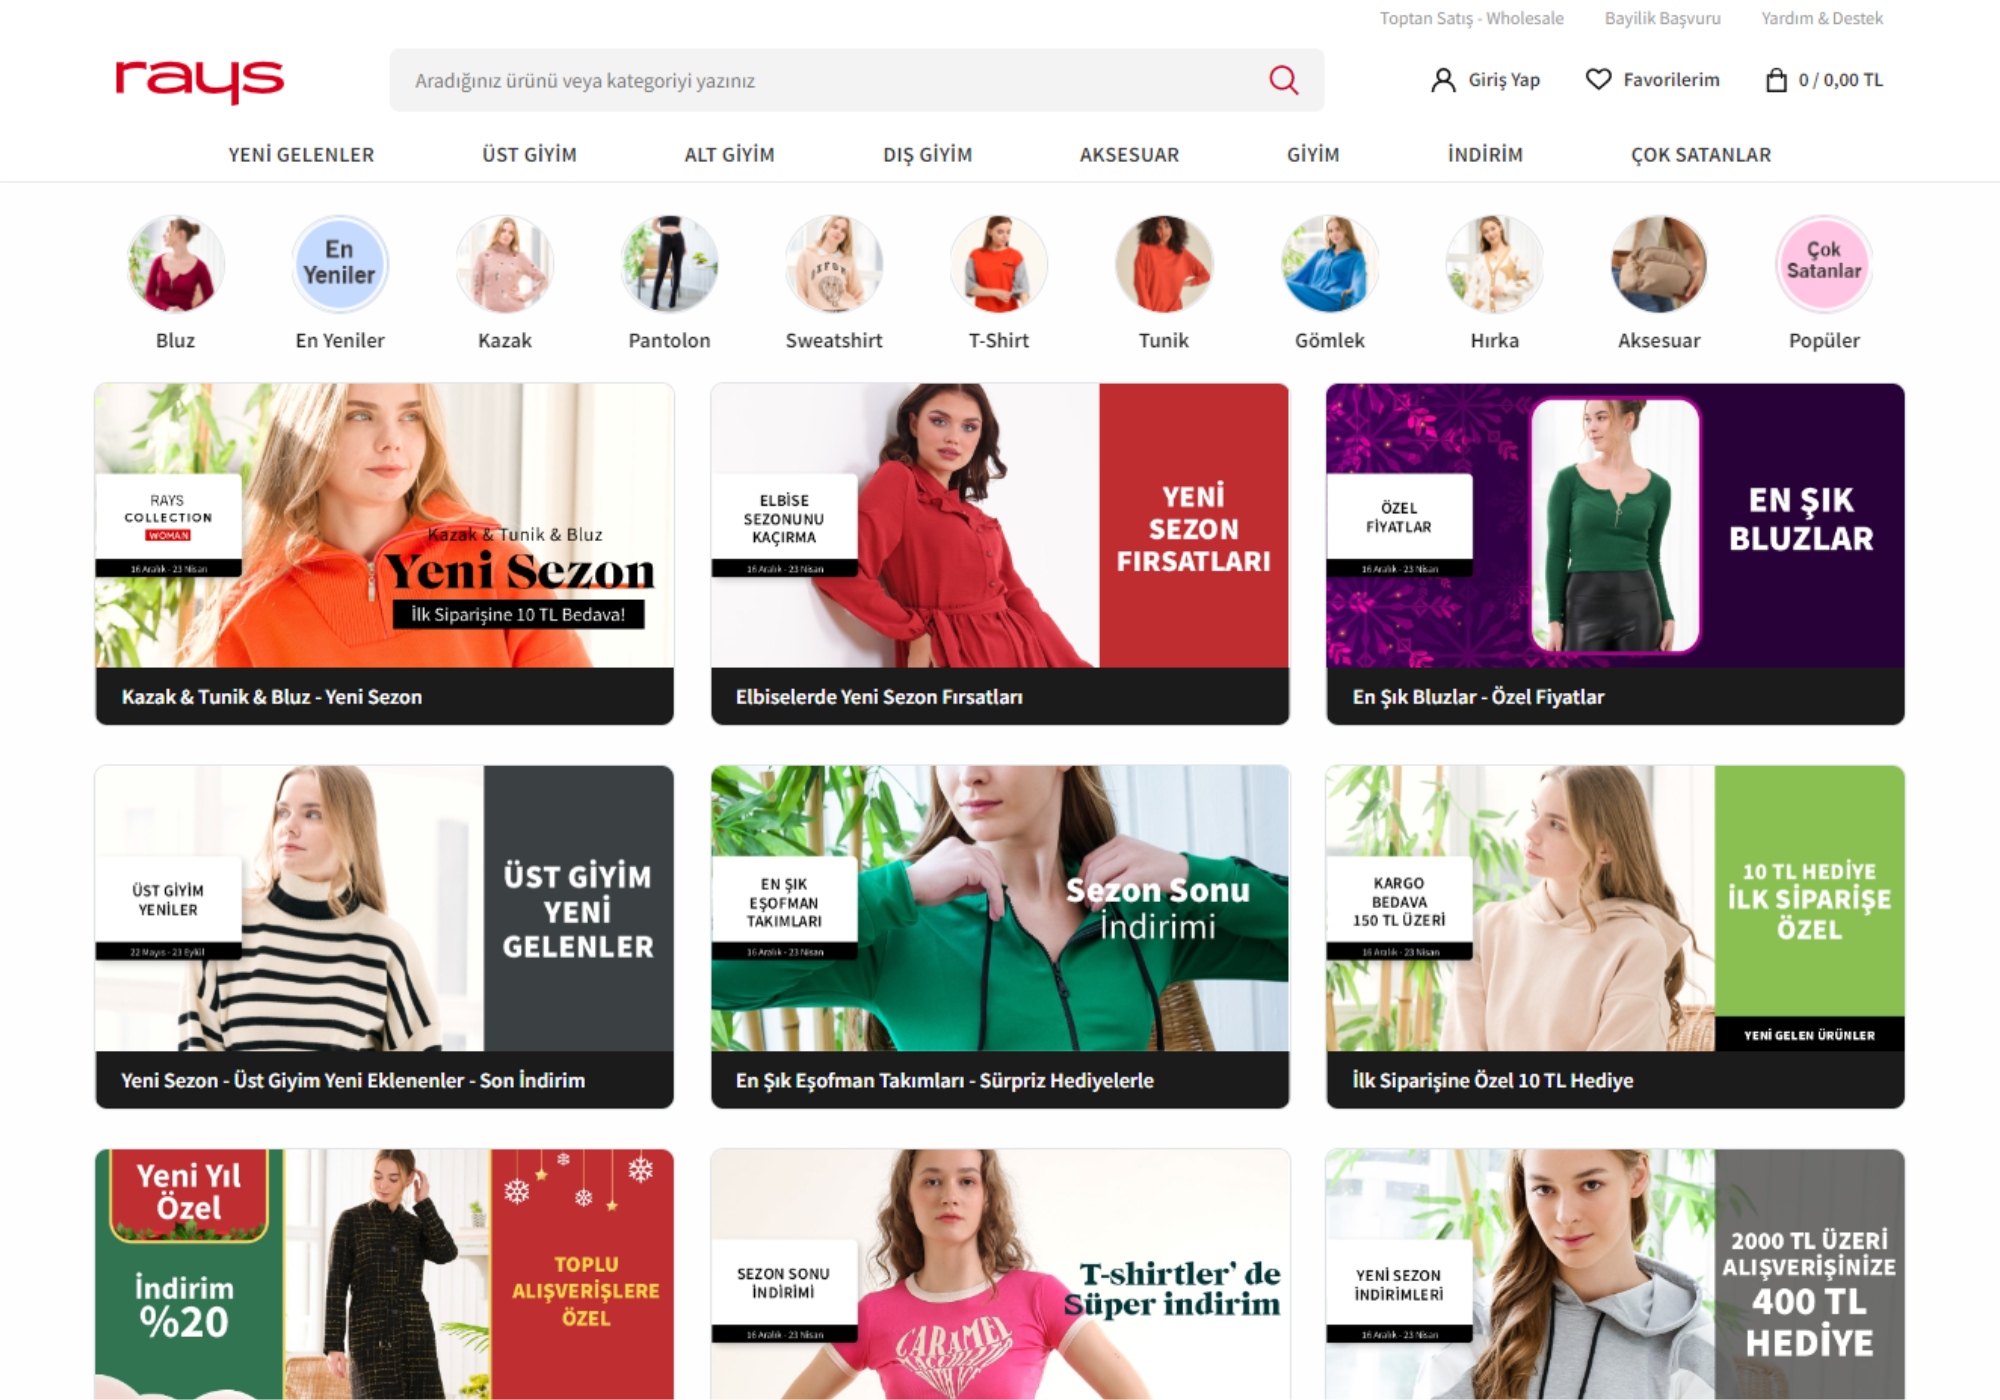 Toptan Satış - Wholesale
Bayilik Başvuru
Yardım & Destek
rays
Aradığınız ürünü veya kategoriyi yazınız
Giriş Yap
Favorilerim
0 / 0,00 TL
YENİ GELENLER
ÜST GİYİM
ALT GİYİM
DIŞ GİYİM
AKSESUAR
GİYİM
İNDİRİM
ÇOK SATANLAR
En
Yeniler
Çok
Satanlar
Bluz
En Yeniler
Kazak
Pantolon
Sweatshirt
T-Shirt
Tunik
Gömlek
Hırka
Aksesuar
Popüler
RAYS
COLLECTION
WOMAN
16 Aralık - 23 Nisan
Kazak & Tunik & Bluz
Yeni Sezon
İlk Siparişine 10 TL Bedava!
Kazak & Tunik & Bluz - Yeni Sezon
ELBİSE
SEZONUNU
KAÇIRMA
16 Aralık - 23 Nisan
YENİ
SEZON
FIRSATLARI
Elbiselerde Yeni Sezon Fırsatları
ÖZEL
FİYATLAR
16 Aralık - 23 Nisan
EN ŞIK
BLUZLAR
En Şık Bluzlar - Özel Fiyatlar
ÜST GİYİM
YENİLER
22 Mayıs - 23 Eylül
ÜST GİYİM
YENİ
GELENLER
Yeni Sezon - Üst Giyim Yeni Eklenenler - Son İndirim
EN ŞIK
EŞOFMAN
TAKIMLARI
16 Aralık - 23 Nisan
Sezon Sonu
İndirimi
En Şık Eşofman Takımları - Sürpriz Hediyelerle
KARGO
BEDAVA
150 TL ÜZERİ
16 Aralık - 23 Nisan
10 TL HEDİYE
İLK SİPARİŞE
ÖZEL
YENİ GELEN ÜRÜNLER
İlk Siparişine Özel 10 TL Hediye
Yeni Yıl
Özel
İndirim
%20
TOPLU
ALIŞVERİŞLERE
ÖZEL
SEZON SONU
İNDİRİMİ
16 Aralık - 23 Nisan
CARAMEL
T-shirtler' de
Süper indirim
YENİ SEZON
İNDİRİMLERİ
16 Aralık - 23 Nisan
2000 TL ÜZERİ
ALIŞVERİŞİNİZE
400 TL
HEDİYE